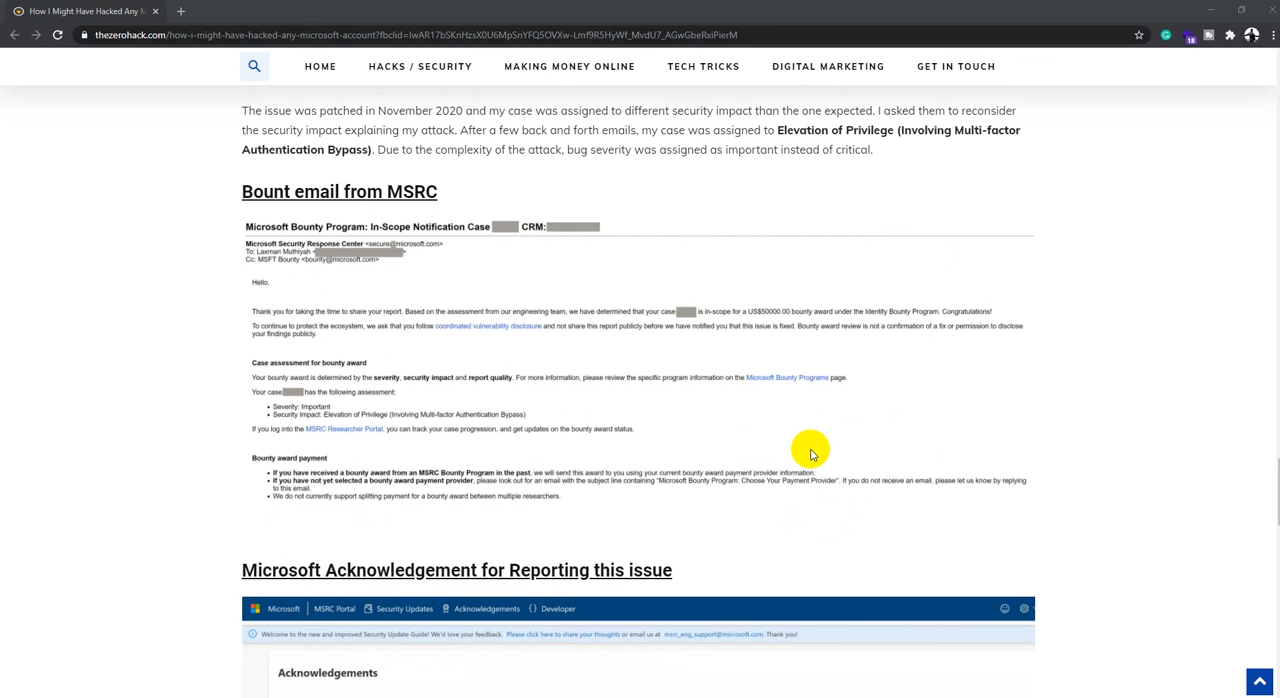 How I Might Have Hacked Any M
thezerohack.com/how-i-might-have-hacked-any-microsoft-account?fbclid=IwAR17bSKnHzsX0U6MpSnYFQ5OVXw-Lmf9R5HyWf_MvdU7_AGwGbeRxiPierM
18
HOME HACKS / SECURITY MAKING MONEY ONLINE TECH TRICKS DIGITAL MARKETING GET IN TOUCH
The issue was patched in November 2020 and my case was assigned to different security impact than the one expected. I asked them to reconsider
the security impact explaining my attack. After a few back and forth emails, my case was assigned to Elevation of Privilege (Involving Multi-factor
Authentication Bypass). Due to the complexity of the attack, bug severity was assigned as important instead of critical.
Bount email from MSRC
Microsoft Bounty Program: In-Scope Notification Case CRM:
Microsoft Security Response Center <secure@microsoft.com>
To: Laxman Muthiyah < >
Cc: MSFT Bounty <bounty@microsoft.com>
Hello,
Thank you for taking the time to share your report. Based on the assessment from our engineering team, we have determined that your case is in-scope for a US$50000.00 bounty award under the Identity Bounty Program. Congratulations!
To continue to protect the ecosystem, we ask that you follow coordinated vulnerability disclosure and not share this report publicly before we have notified you that this issue is fixed. Bounty award review is not a confirmation of a fix or permission to disclose
your findings publicly.
Case assessment for bounty award
Your bounty award is determined by the severity, security impact and report quality. For more information, please review the specific program information on the Microsoft Bounty Programs page.
Your case has the following assessment:
• Severity: Important
• Security Impact: Elevation of Privilege (Involving Multi-factor Authentication Bypass)
If you log into the MSRC Researcher Portal, you can track your case progression, and get updates on the bounty award status.
Bounty award payment
• If you have received a bounty award from an MSRC Bounty Program in the past, we will send this award to you using your current bounty award payment provider information.
• If you have not yet selected a bounty award payment provider, please look out for an email with the subject line containing "Microsoft Bounty Program: Choose Your Payment Provider". If you do not receive an email, please let us know by replying
to this email.
• We do not currently support splitting payment for a bounty award between multiple researchers.
Microsoft Acknowledgement for Reporting this issue
Microsoft MSRC Portal Security Updates Acknowledgements {} Developer
Welcome to the new and improved Security Update Guide! We'd love your feedback. Please click here to share your thoughts or email us at msrc_eng_support@microsoft.com. Thank you!
Acknowledgements